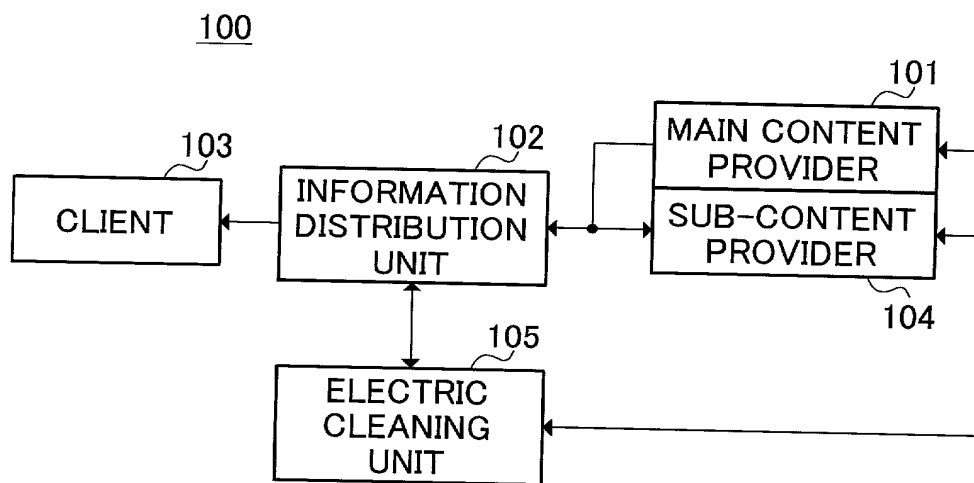 100
101
MAIN CONTENT
PROVIDER
102
103
INFORMATION
DISTRIBUTION
UNIT
CLIENT
SUB-CONTENT
PROVIDER
104
105
ELECTRIC
CLEANING
UNIT